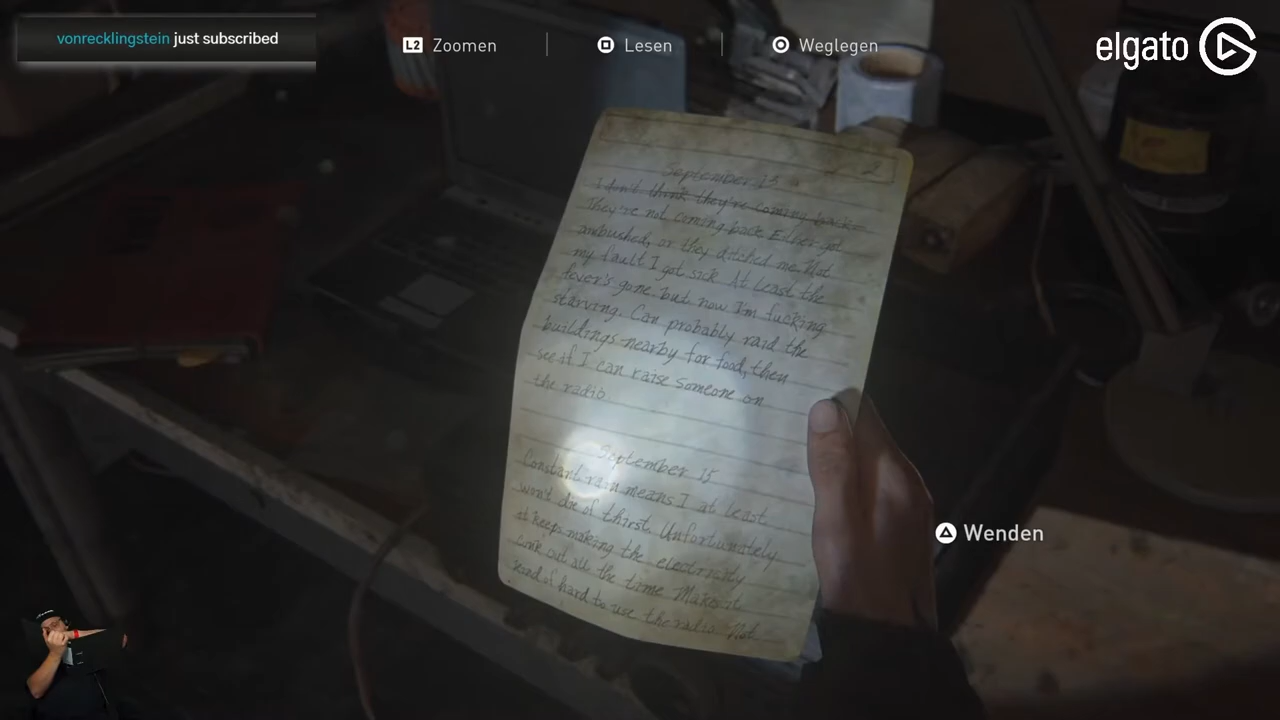 vonrecklingstein just subscribed
L2 Zoomen
Lesen
Weglegen
elgato
2
September 13
I don't think they're coming back
They're not coming back Either got
ambushed, or they ditched me. Not
my fault I got sick. At least the
fever's gone but now I'm fucking
starving. Can probably raid the
buildings nearby for food, then
see if I can raise someone on
the radio.
September 15
Constant rain means I at least
won't die of thirst. Unfortunately
it keeps making the electricity
conk out all the time. Makes it
kind of hard to use the radio. Not
Wenden